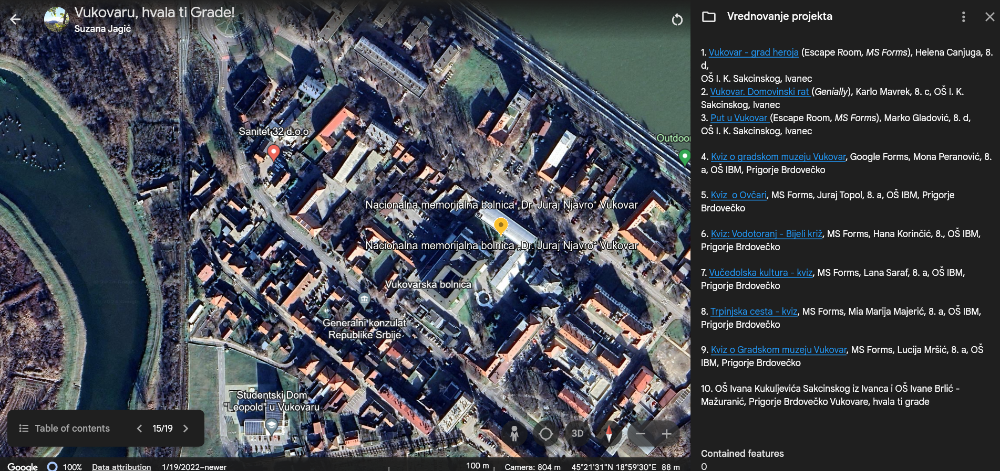 Vukovaru, hvala ti Grade!
Suzana Jagić
Sanitet 32 d.o.o
Outdoor
Nacionalna memorijalna bolnica „Dr. Juraj Njavro“ Vukovar
Nacionalna memorijalna bolnica „Dr. Juraj Njavro“ Vukovar
Vukovarska bolnica
Generalni konzulat
Republike Srbije
Studentski Dom
"Leopold" u Vukovaru
Table of contents
15/19
3D
Google
100%
Data attribution
1/19/2022–newer
100 m
Camera: 804 m
45°21'31"N 18°59'30"E
88 m
Vrednovanje projekta
1. Vukovar - grad heroja (Escape Room, MS Forms), Helena Canjuga, 8.
d,
OŠ I. K. Sakcinskog, Ivanec
2. Vukovar. Domovinski rat (Genially), Karlo Mavrek, 8. c, OŠ I. K.
Sakcinskog, Ivanec
3. Put u Vukovar (Escape Room, MS Forms), Marko Gladović, 8. d,
OŠ I. K. Sakcinskog, Ivanec
4. Kviz o gradskom muzeju Vukovar, Google Forms, Mona Peranović, 8.
a, OŠ IBM, Prigorje Brdovečko
5. Kviz  o Ovčari, MS Forms, Juraj Topol, 8. a, OŠ IBM, Prigorje
Brdovečko
6. Kviz: Vodotoranj - Bijeli križ, MS Forms, Hana Korinčić, 8., OŠ IBM,
Prigorje Brdovečko
7. Vučedolska kultura - kviz, MS Forms, Lana Saraf, 8. a, OŠ IBM,
Prigorje Brdovečko
8. Trpinjska cesta - kviz, MS Forms, Mia Marija Majerić, 8. a, OŠ IBM,
Prigorje Brdovečko
9. Kviz o Gradskom muzeju Vukovar, MS Forms, Lucija Mršić, 8. a, OŠ
IBM, Prigorje Brdovečko
10. OŠ Ivana Kukuljevića Sakcinskog iz Ivanca i OŠ Ivane Brlić -
Mažuranić, Prigorje Brdovečko Vukovare, hvala ti grade
Contained features
0